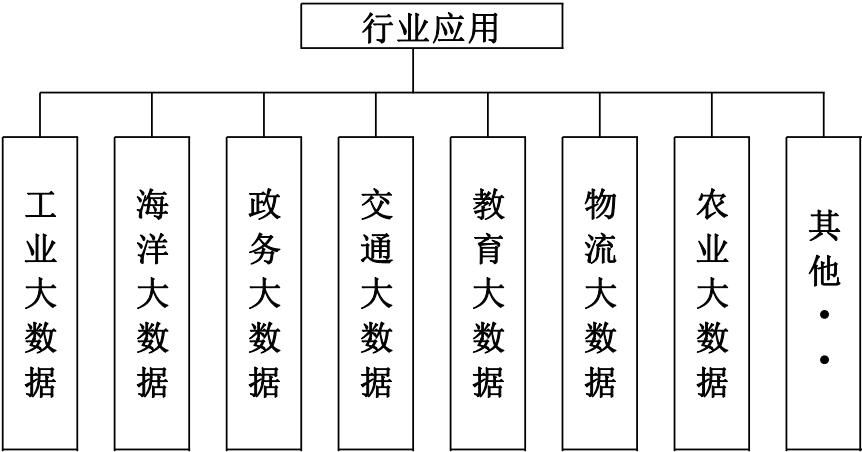 行业应用
工业大数据
海洋大数据
政务大数据
交通大数据
教育大数据
物流大数据
农业大数据
其他··